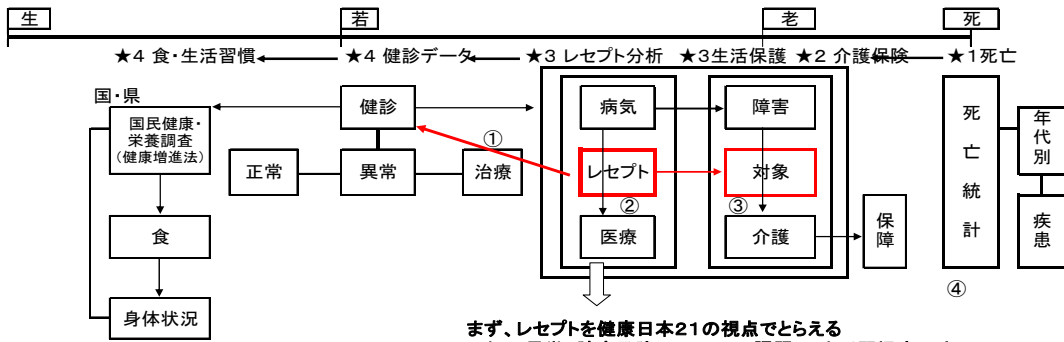 生 若 老 死
★4 食・生活習慣 ★4 健診データ ★3 レセプト分析 ★3生活保護 ★2 介護保険 ★1死亡
国・県
国民健康・
栄養調査
(健康増進法)
食
身体状況
健診
正常 異常 治療
①
病気
レセプト
②
医療
障害
対象
③
介護
保障
死亡統計
④
年代別
疾患
まず、レセプトを健康日本21の視点でとらえる